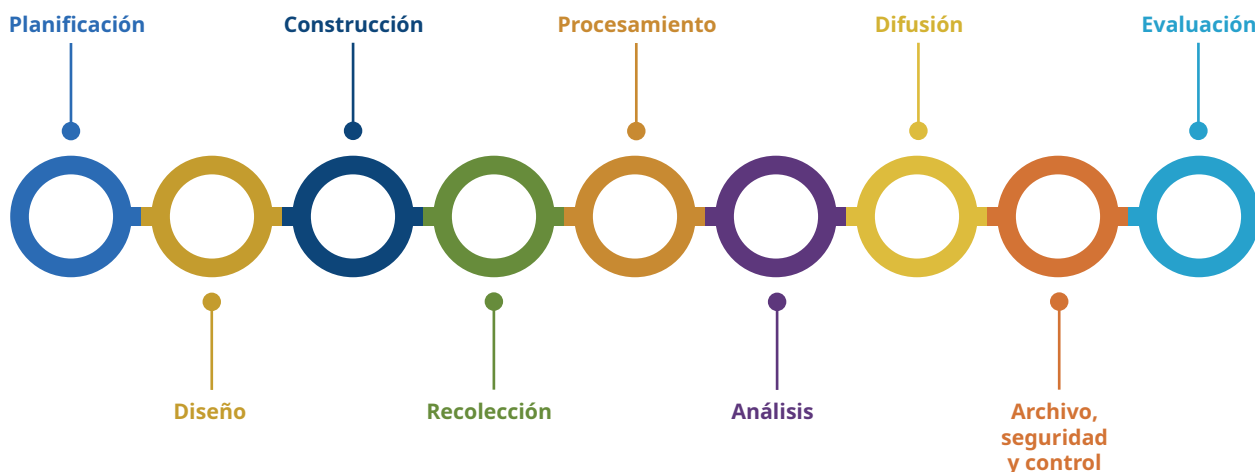 Planificación
Construcción
Procesamiento
Difusión
Evaluación
Diseño
Recolección
Análisis
Archivo,
seguridad
y control